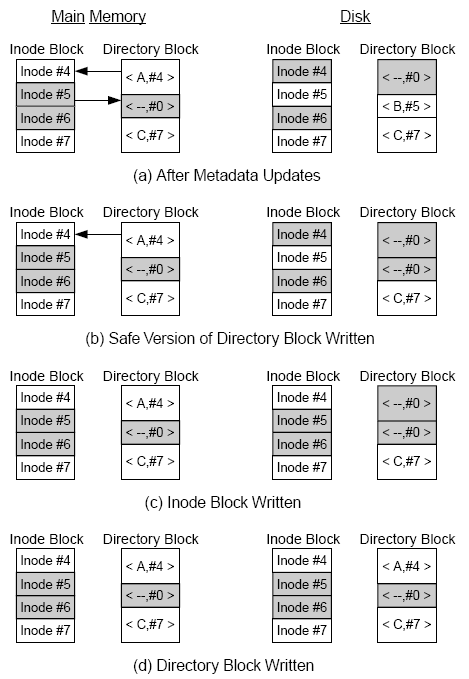 Main Memory Disk
Inode Block Directory Block Inode Block Directory Block
Inode #4 < A,#4 > Inode #4 < --,#0 >
Inode #5 < --,#0 > Inode #5 < B,#5 >
Inode #6 < C,#7 > Inode #6 < C,#7 >
Inode #7 Inode #7
(a) After Metadata Updates
Inode Block Directory Block Inode Block Directory Block
Inode #4 < A,#4 > Inode #4 < --,#0 >
Inode #5 < --,#0 > Inode #5 < --,#0 >
Inode #6 < C,#7 > Inode #6 < C,#7 >
Inode #7 Inode #7
(b) Safe Version of Directory Block Written
Inode Block Directory Block Inode Block Directory Block
Inode #4 < A,#4 > Inode #4 < --,#0 >
Inode #5 < --,#0 > Inode #5 < --,#0 >
Inode #6 < C,#7 > Inode #6 < C,#7 >
Inode #7 Inode #7
(c) Inode Block Written
Inode Block Directory Block Inode Block Directory Block
Inode #4 < A,#4 > Inode #4 < A,#4 >
Inode #5 < --,#0 > Inode #5 < --,#0 >
Inode #6 < C,#7 > Inode #6 < C,#7 >
Inode #7 Inode #7
(d) Directory Block Written